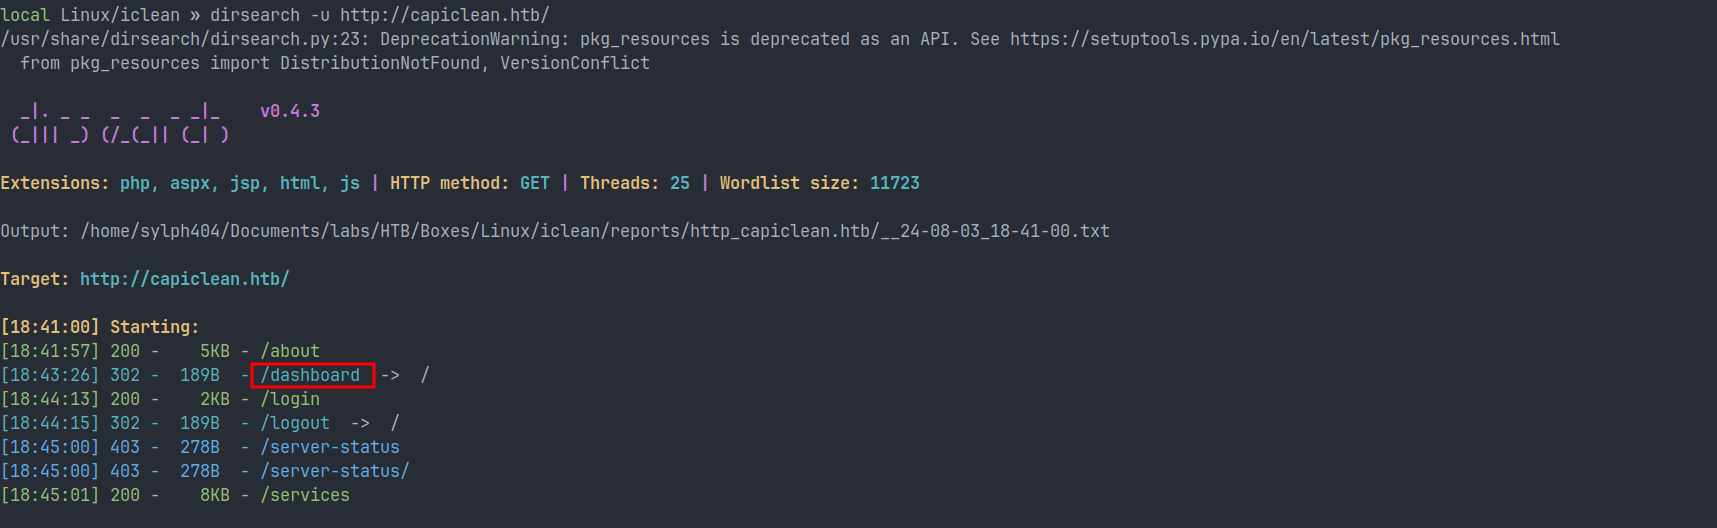 local Linux/iclean » dirsearch -u http://capiclean.htb/
/usr/share/dirsearch/dirsearch.py:23: DeprecationWarning: pkg_resources is deprecated as an API. See https://setuptools.pypa.io/en/latest/pkg_resources.html
  from pkg_resources import DistributionNotFound, VersionConflict

  _|. _ _  _  _  _ _|_    v0.4.3
 (_||| _) (/_(_|| (_| )

Extensions: php, aspx, jsp, html, js | HTTP method: GET | Threads: 25 | Wordlist size: 11723

Output: /home/sylph404/Documents/labs/HTB/Boxes/Linux/iclean/reports/http_capiclean.htb/__24-08-03_18-41-00.txt

Target: http://capiclean.htb/

[18:41:00] Starting:
[18:41:57] 200 -    5KB - /about
[18:43:26] 302 -  189B  - /dashboard  ->  /
[18:44:13] 200 -    2KB - /login
[18:44:15] 302 -  189B  - /logout  ->  /
[18:45:00] 403 -  278B  - /server-status
[18:45:00] 403 -  278B  - /server-status/
[18:45:01] 200 -    8KB - /services